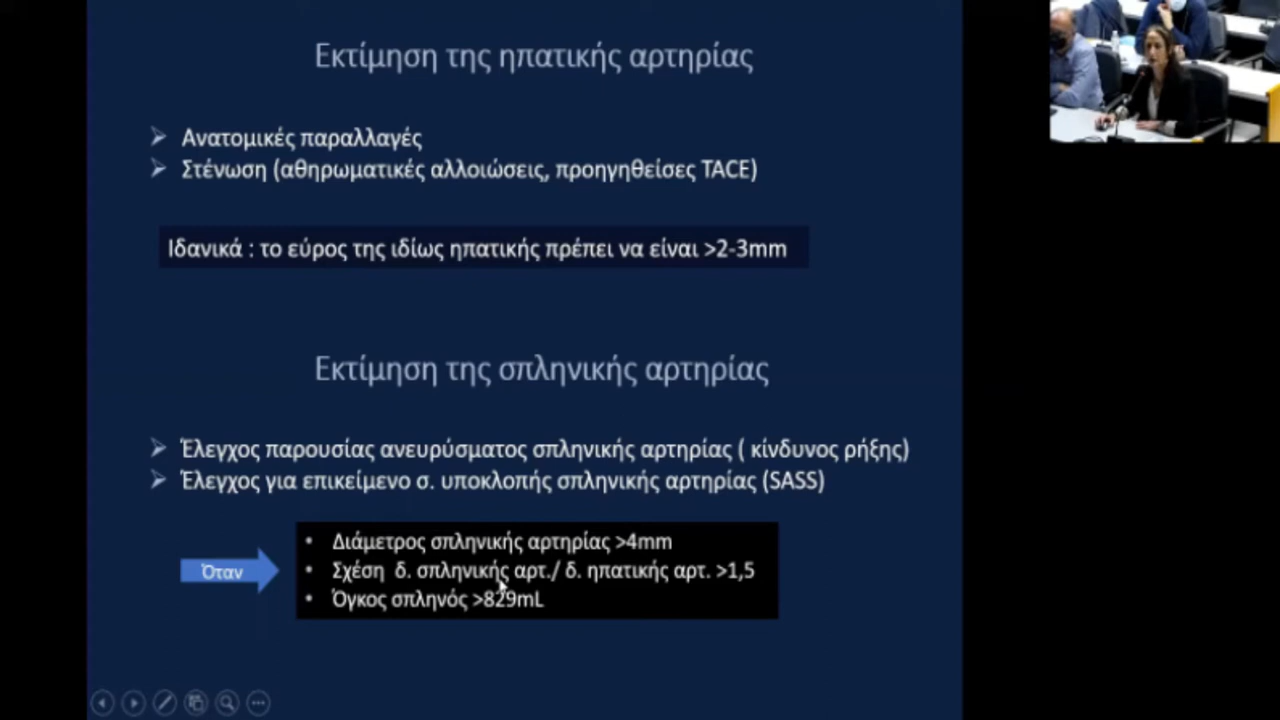 Εκτίμηση της ηπατικής αρτηρίας
Ανατομικές παραλλαγές
Στένωση (αθηρωματικές αλλοιώσεις, προηγηθείσες TACE)
Ιδανικά : το εύρος της ιδίως ηπατικής πρέπει να είναι >2-3mm
Εκτίμηση της σπληνικής αρτηρίας
Έλεγχος παρουσίας ανευρύσματος σπληνικής αρτηρίας ( κίνδυνος ρήξης)
Έλεγχος για επικείμενο σ. υποκλοπής σπληνικής αρτηρίας (SASS)
Όταν
• Διάμετρος σπληνικής αρτηρίας >4mm
• Σχέση δ. σπληνικής αρτ./ δ. ηπατικής αρτ. >1,5
• Όγκος σπληνός >829mL